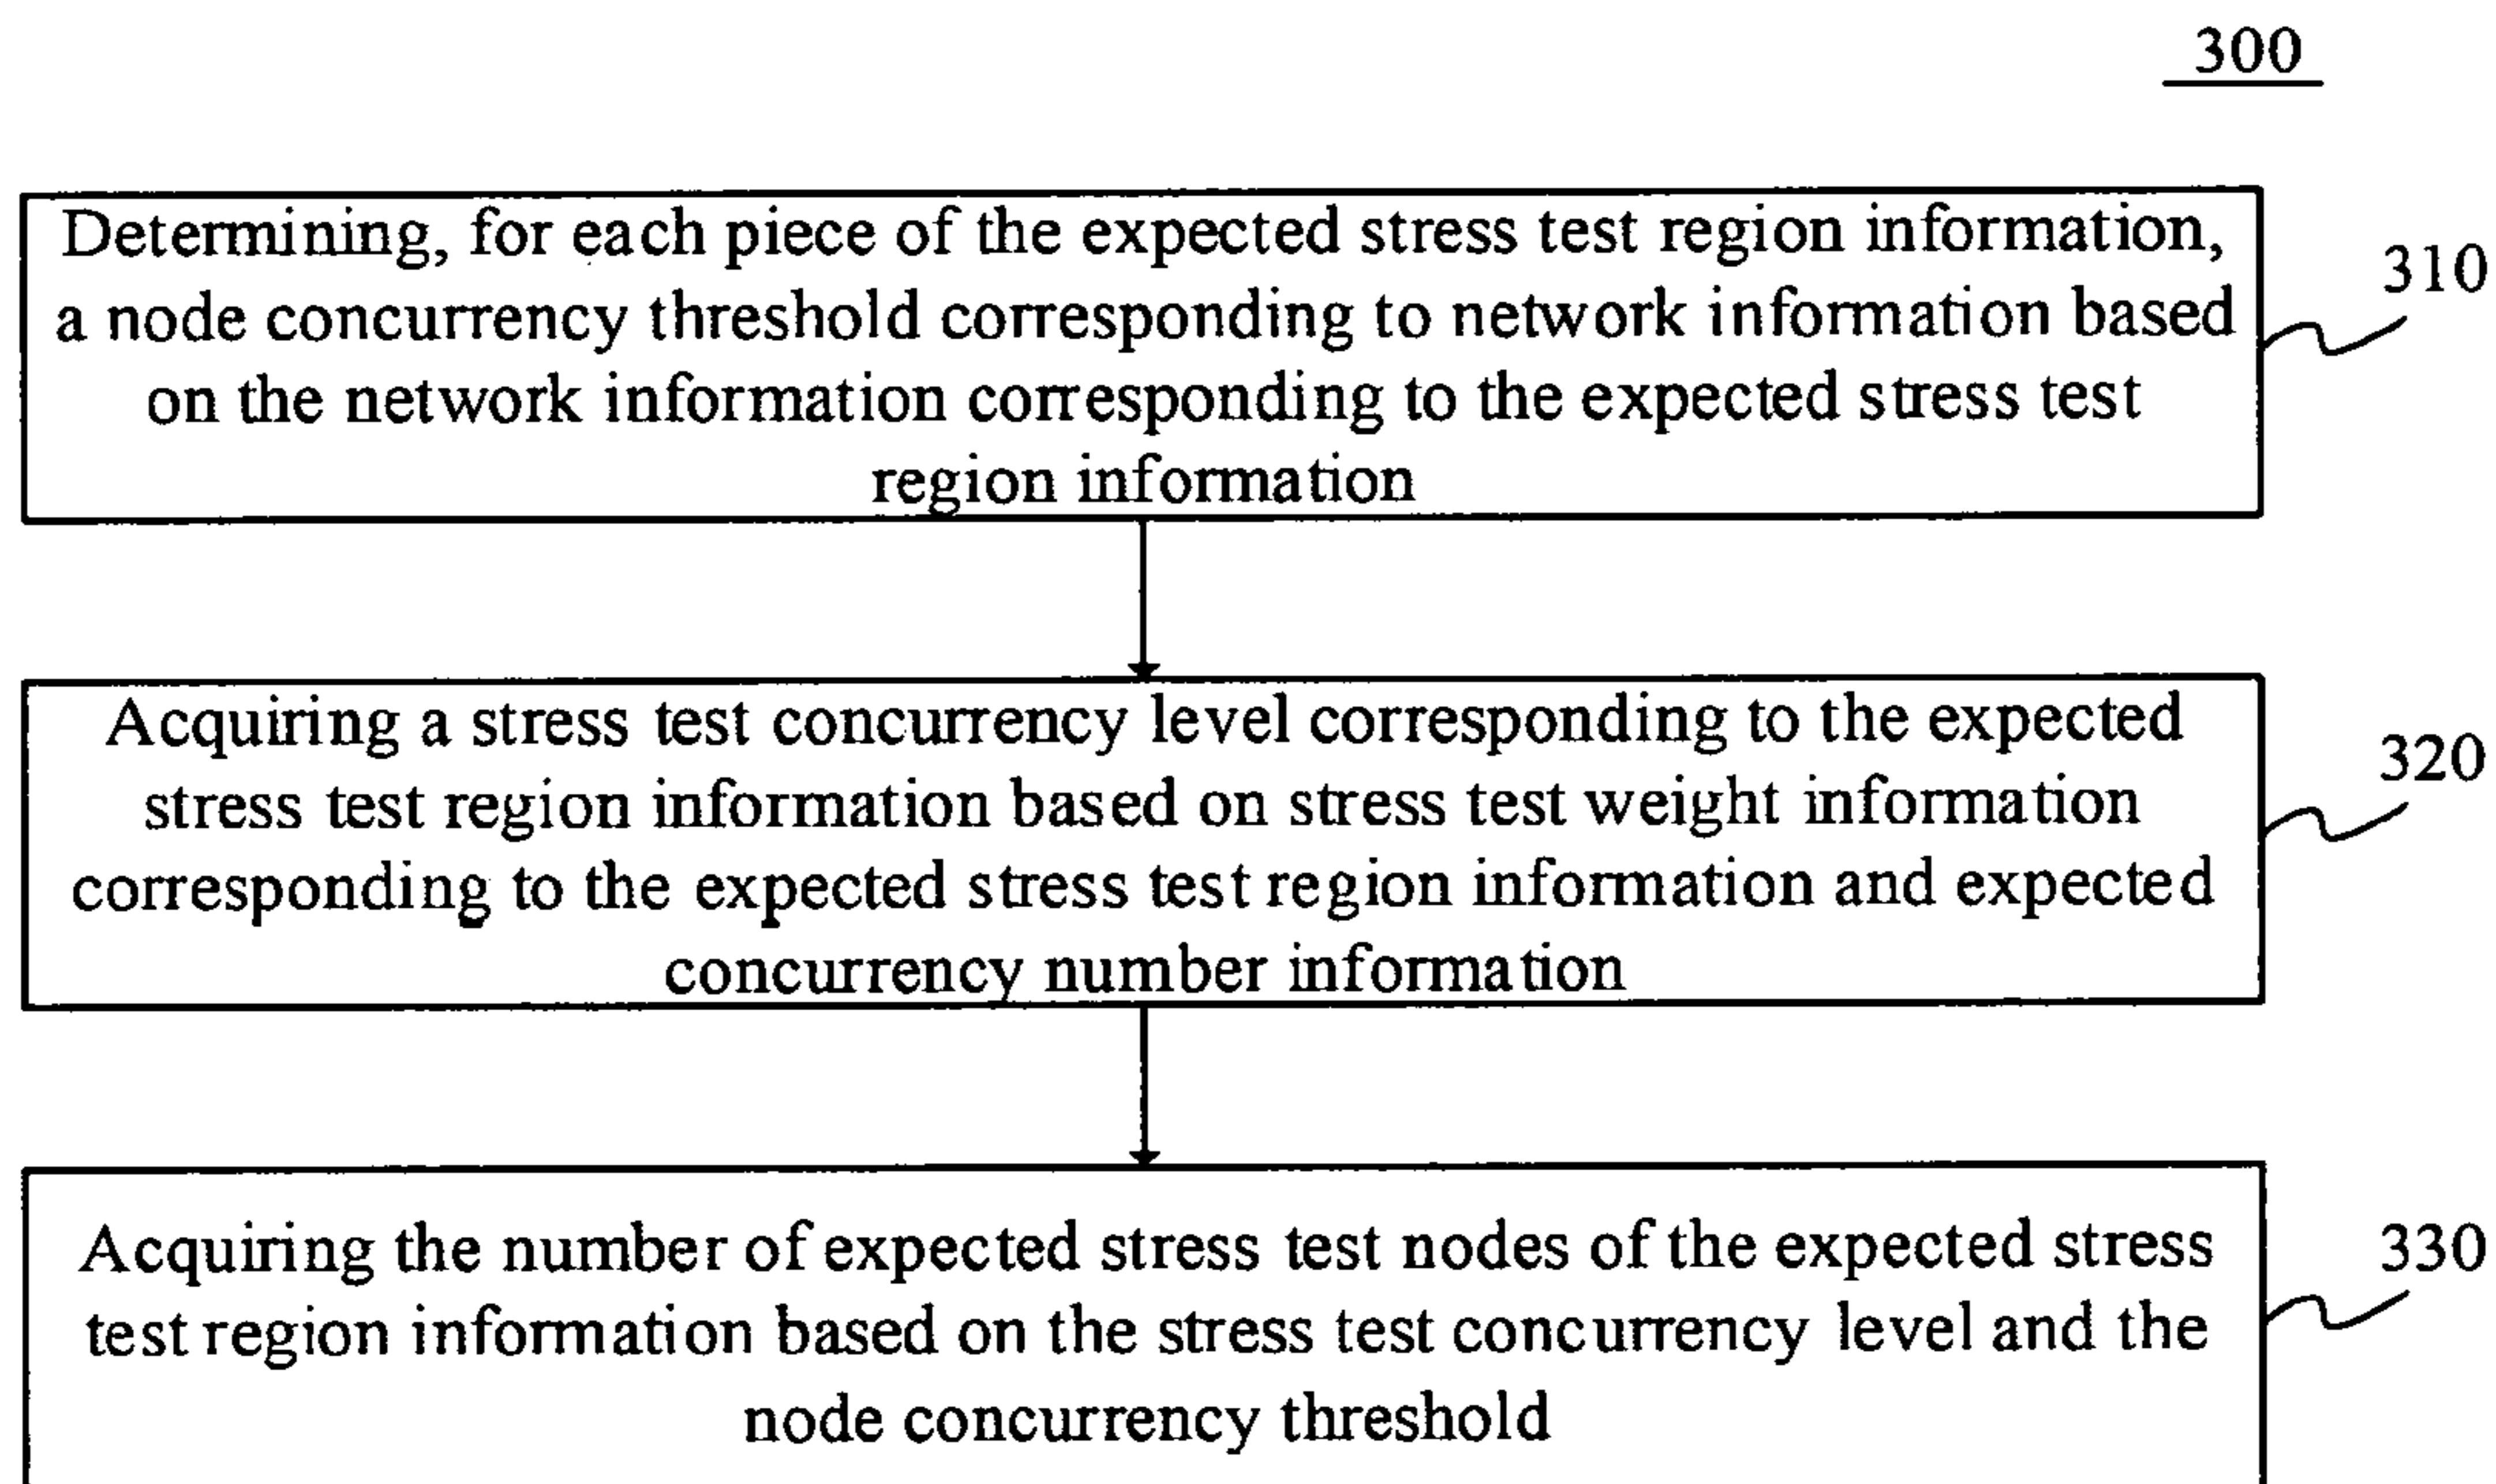 300
Determining, for each piece of the expected stress test region information,
a node concurrency threshold corresponding to network information based
on the network information corresponding to the expected stress test
region information
310
Acquiring a stress test concurrency level corresponding to the expected
stress test region information based on stress test weight information
corresponding to the expected stress test region information and expected
concurrency number information
320
Acquiring the number of expected stress test nodes of the expected stress
test region information based on the stress test concurrency level and the
node concurrency threshold
330